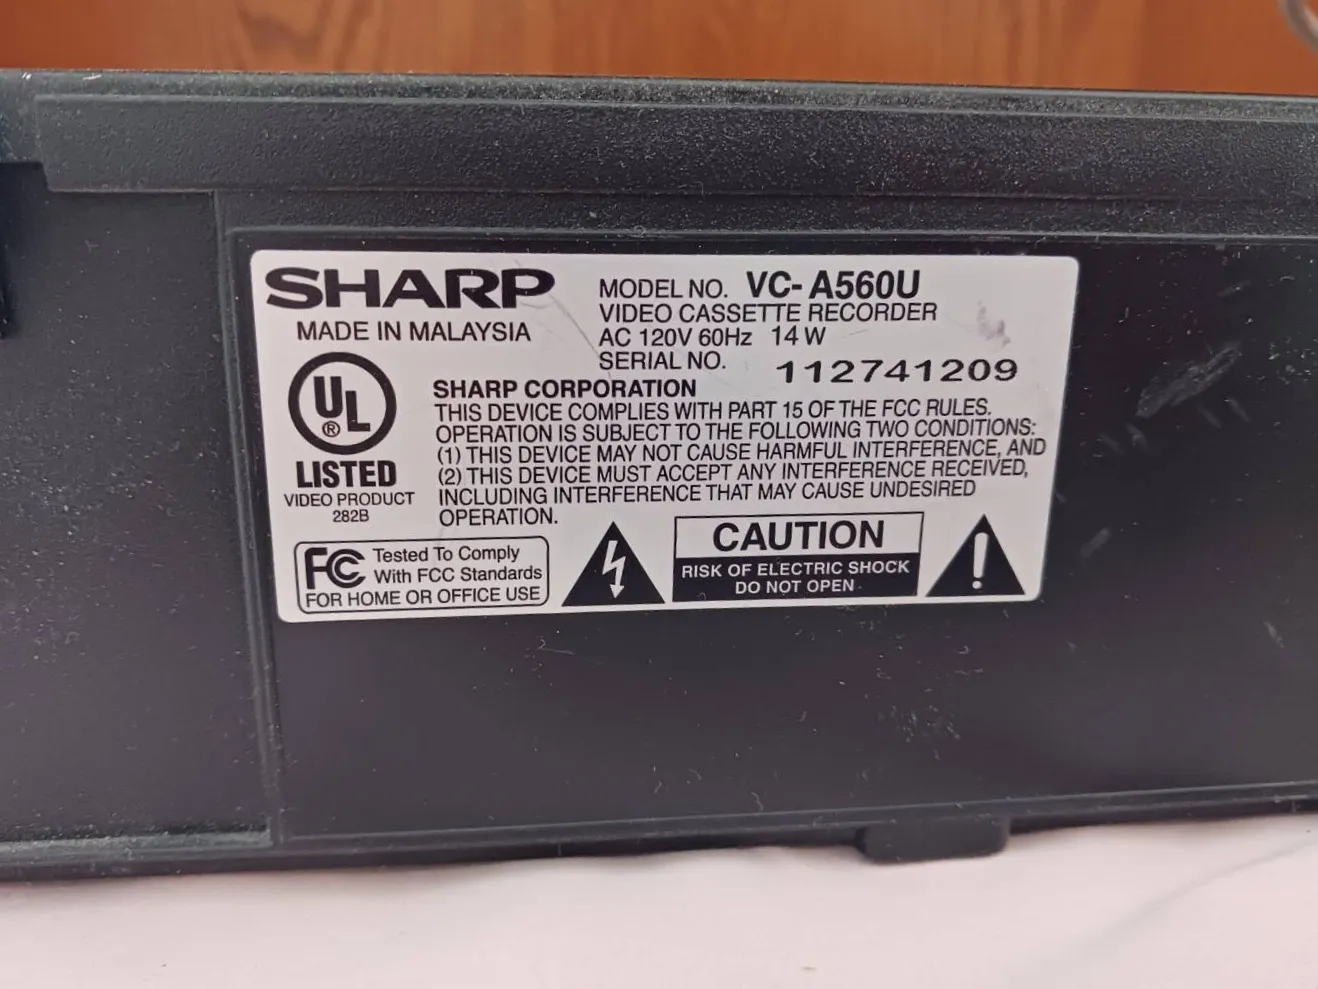 SHARP
MADE IN MALAYSIA
MODEL NO. VC-A560U
VIDEO CASSETTE RECORDER
AC 120V 60Hz 14W
SERIAL NO. 112741209
UL
®
LISTED
VIDEO PRODUCT
282B
SHARP CORPORATION
THIS DEVICE COMPLIES WITH PART 15 OF THE FCC RULES.
OPERATION IS SUBJECT TO THE FOLLOWING TWO CONDITIONS:
(1) THIS DEVICE MAY NOT CAUSE HARMFUL INTERFERENCE, AND
(2) THIS DEVICE MUST ACCEPT ANY INTERFERENCE RECEIVED,
INCLUDING INTERFERENCE THAT MAY CAUSE UNDESIRED
OPERATION.
FC Tested To Comply
With FCC Standards
FOR HOME OR OFFICE USE
CAUTION
RISK OF ELECTRIC SHOCK
DO NOT OPEN